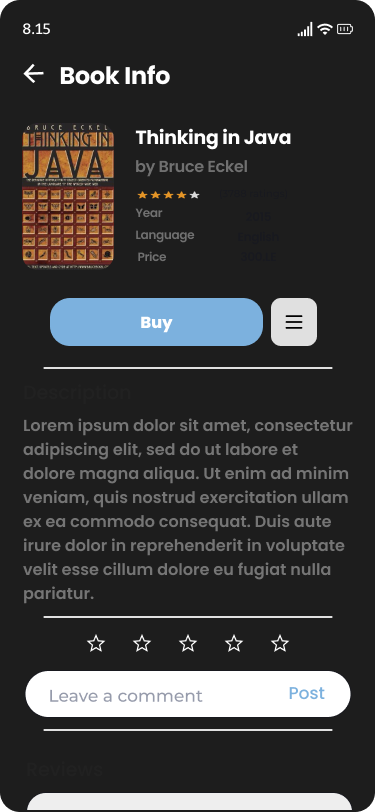 8.15
Book Info
BRUCE ECKEL
THINKING IN
JAVA
Thinking in Java
by Bruce Eckel
Year
Language
English
Price
Buy
Description
Lorem ipsum dolor sit amet, consectetur
adipiscing elit, sed do ut labore et
dolore magna aliqua. Ut enim ad minim
veniam, quis nostrud exercitation ullam
ex ea commodo consequat. Duis aute
irure dolor in reprehenderit in voluptate
velit esse cillum dolore eu fugiat nulla
pariatur.
Leave a comment
Post
Reviews